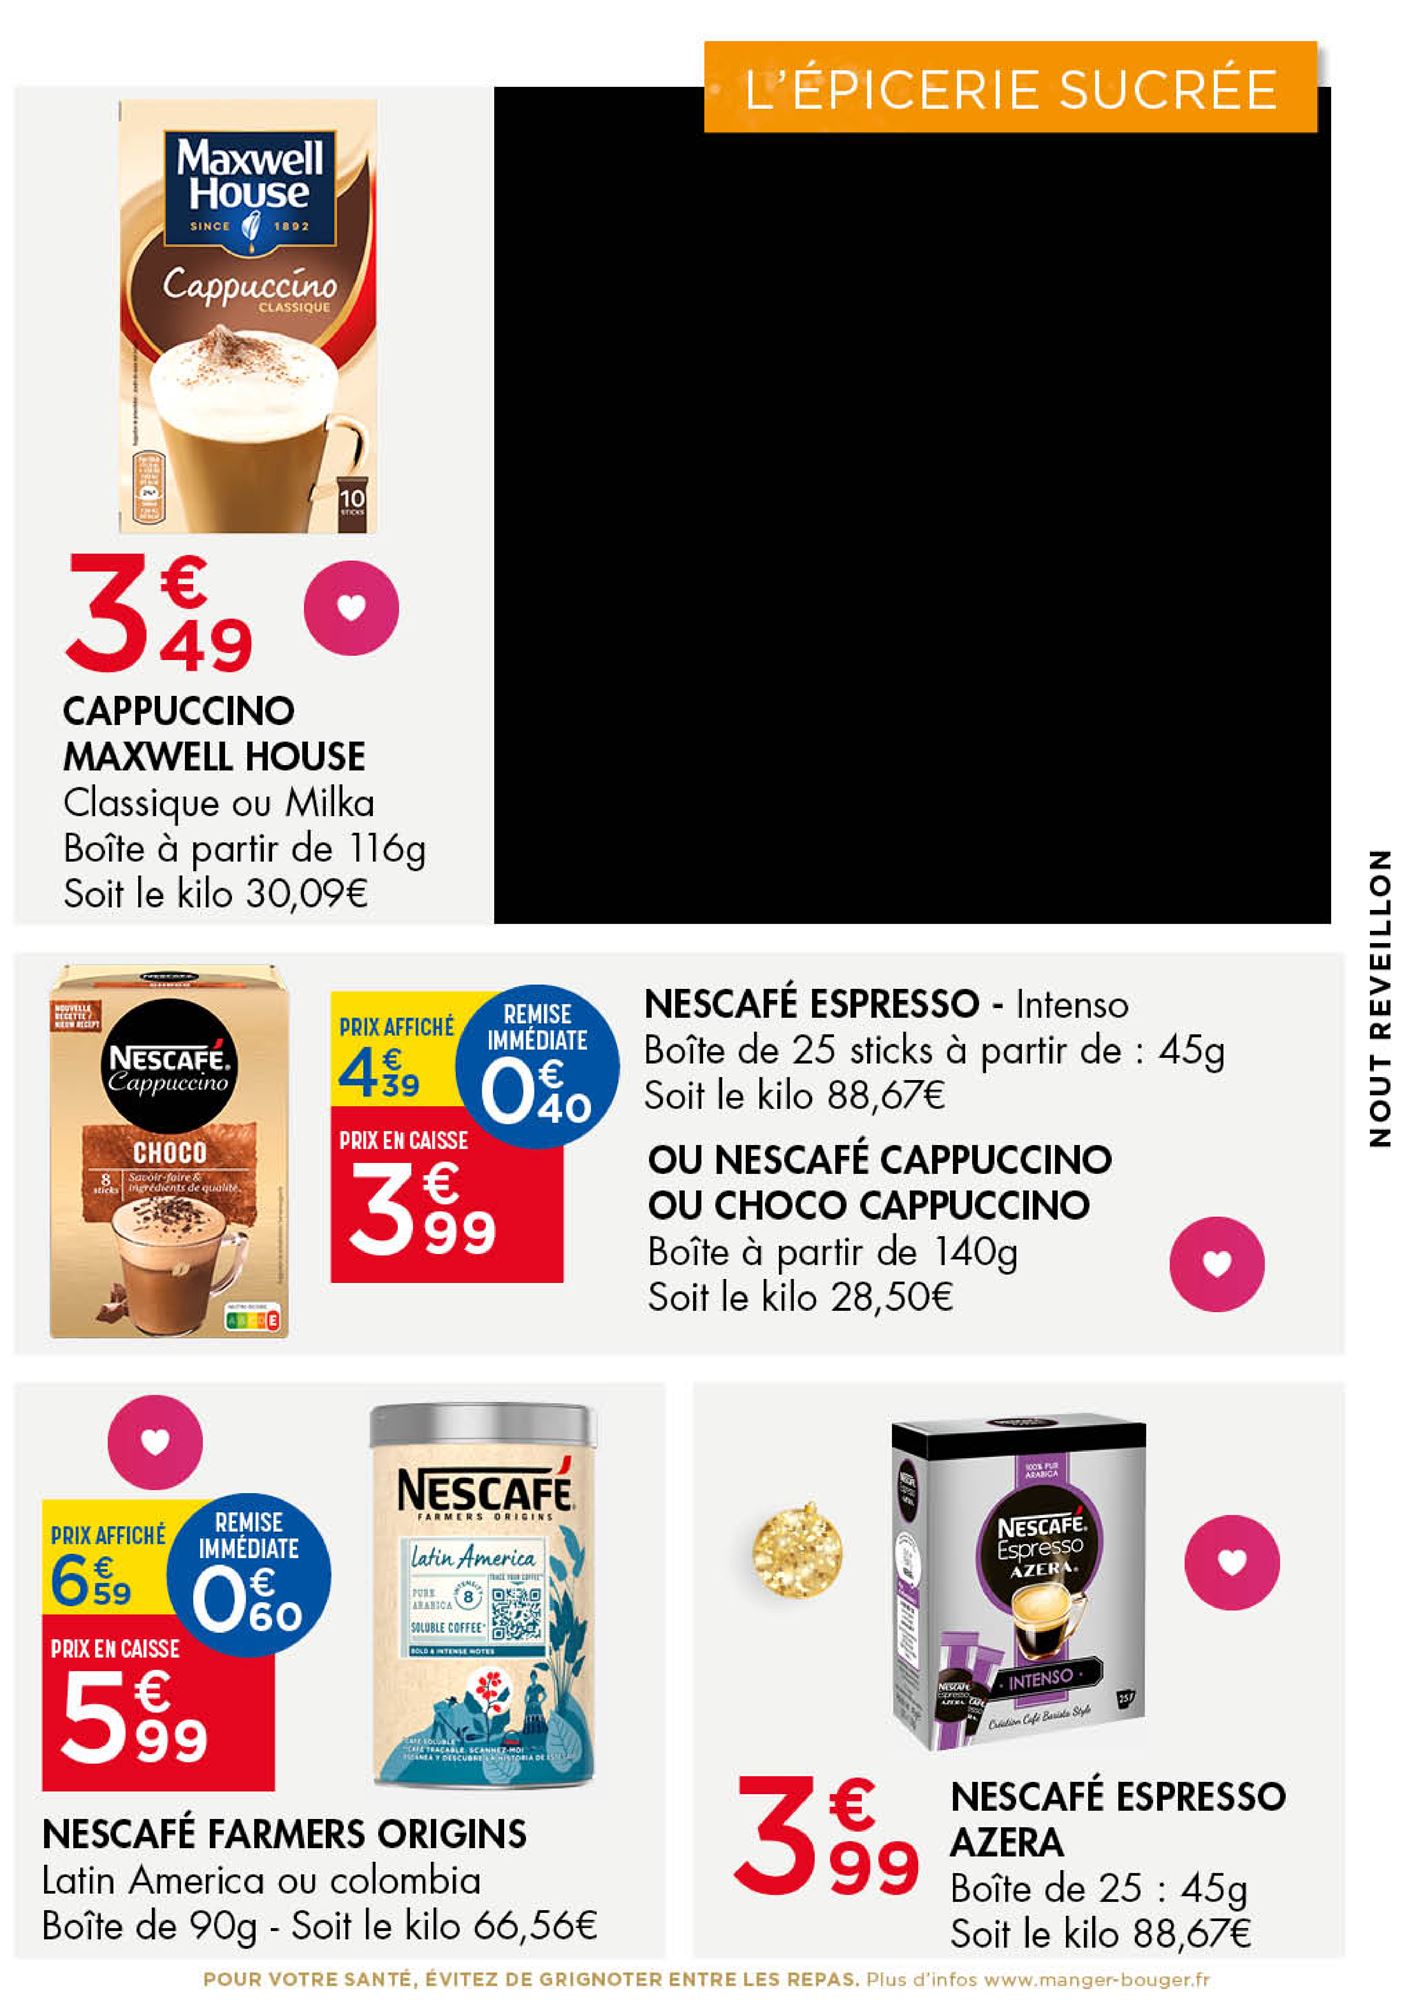 L'ÉPICERIE SUCRÉE
Maxwell
House
SINCE 1892
Cappuccino
CLASSIQUE
10
STICKS
3€49
CAPPUCCINO
MAXWELL HOUSE
Classique ou Milka
Boîte à partir de 116g
Soit le kilo 30,09€
NOUT REVEILLON
NOUVELLE
RECETTE /
NIEUW RECEPT
NESCAFÉ.
Cappuccino
CHOCO
8
sticks
Savoir-faire &
ingrédients de qualité.
PRIX AFFICHÉ
4€39
REMISE
IMMÉDIATE
0€40
PRIX EN CAISSE
3€99
NESCAFÉ ESPRESSO - Intenso
Boîte de 25 sticks à partir de : 45g
Soit le kilo 88,67€
OU NESCAFÉ CAPPUCCINO
OU CHOCO CAPPUCCINO
Boîte à partir de 140g
Soit le kilo 28,50€
PRIX AFFICHÉ
6€59
REMISE
IMMÉDIATE
0€60
PRIX EN CAISSE
5€99
NESCAFÉ
FARMERS ORIGINS
Latin America
TRACE YOUR COFFEE
PURE
ARABICA
INTENSITY
8
SOLUBLE COFFEE
BOLD & INTENSE NOTES
NESCAFÉ FARMERS ORIGINS
Latin America ou colombia
Boîte de 90g - Soit le kilo 66,56€
100% PUR
ARABICA
NESCAFÉ.
Espresso
AZERA.
INTENSO
Création Café Barista Style
25
3€99
NESCAFÉ ESPRESSO
AZERA
Boîte de 25 : 45g
Soit le kilo 88,67€
POUR VOTRE SANTÉ, ÉVITEZ DE GRIGNOTER ENTRE LES REPAS. Plus d'infos www.manger-bouger.fr